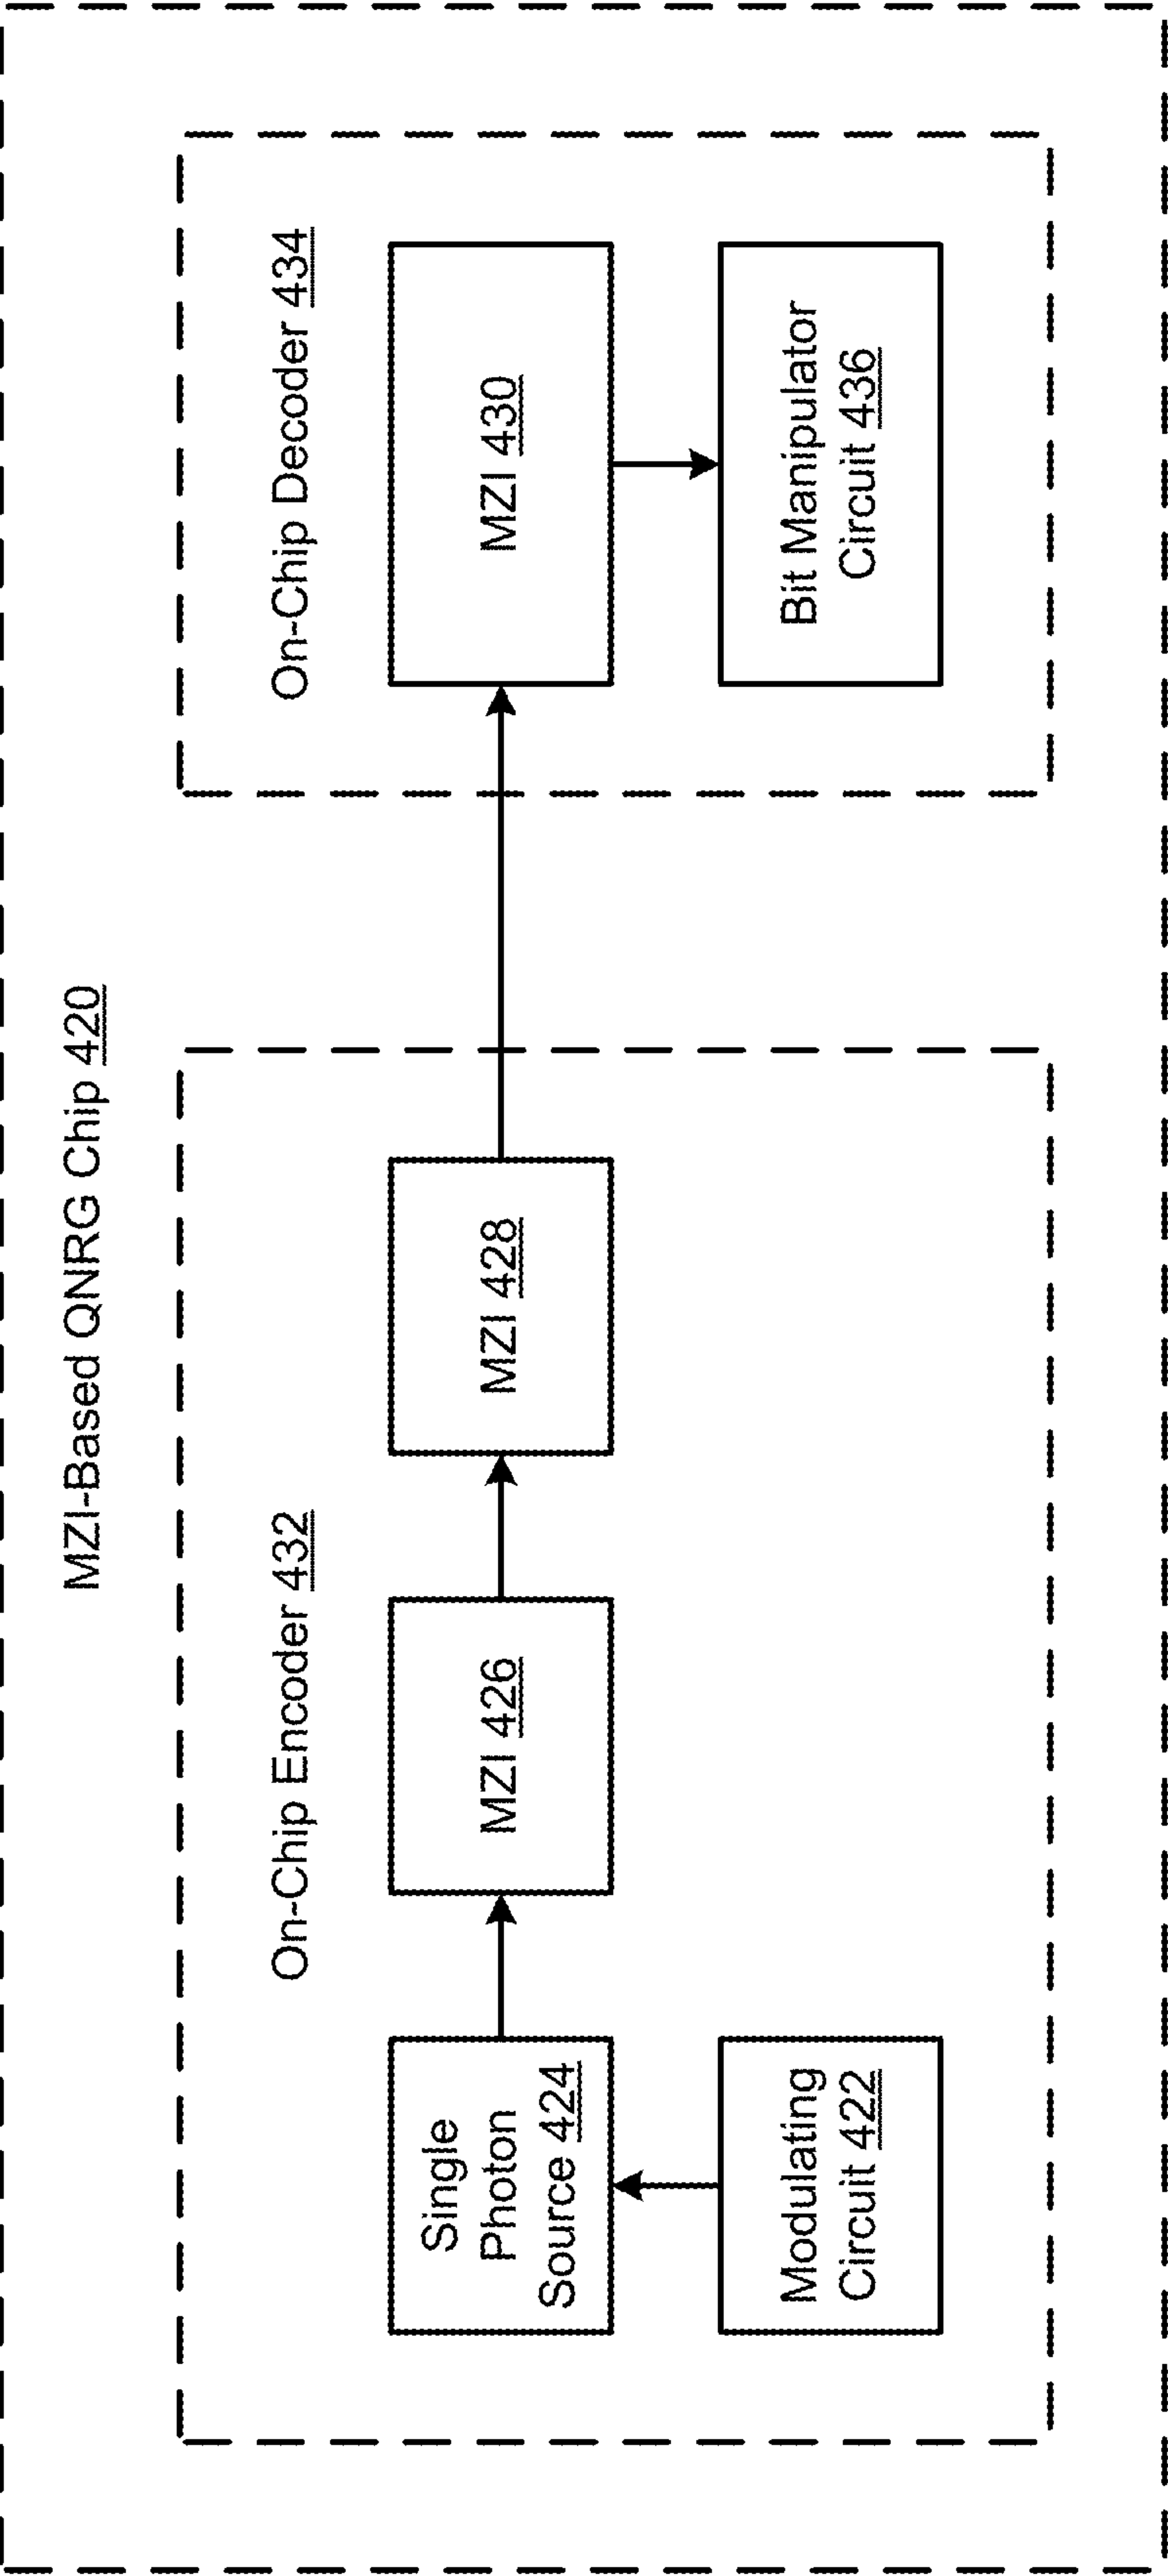 MZI-Based QNRG Chip 420
On-Chip Encoder 432
Single
Photon
Source 424
MZI 426
MZI 428
Modulating
Circuit 422
On-Chip Decoder 434
MZI 430
Bit Manipulator
Circuit 436